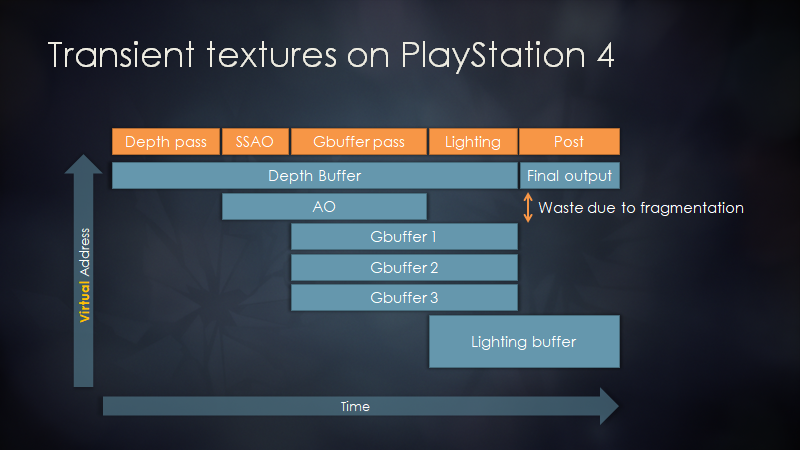 Transient textures on PlayStation 4
Depth pass
SSAO
Gbuffer pass
Lighting
Post
Depth Buffer
Final output
AO
Waste due to fragmentation
Gbuffer 1
Gbuffer 2
Gbuffer 3
Virtual Address
Lighting buffer
Time